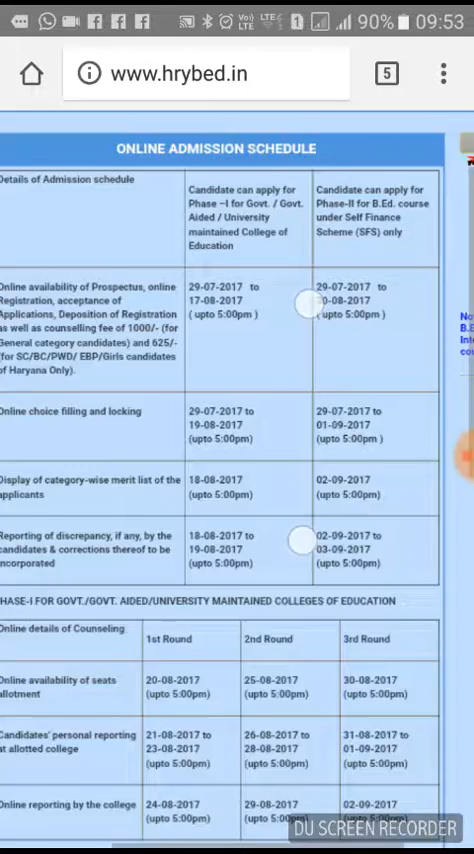 90% 09:53
www.hrybed.in
5
ONLINE ADMISSION SCHEDULE
Details of Admission schedule
Candidate can apply for
Phase –I for Govt. / Govt.
Aided / University
maintained College of
Education
Candidate can apply for
Phase-II for B.Ed. course
under Self Finance
Scheme (SFS) only
Online availability of Prospectus, online
Registration, acceptance of
Applications, Deposition of Registration
as well as counselling fee of 1000/- (for
General category candidates) and 625/-
(for SC/BC/PWD/ EBP/Girls candidates
of Haryana Only).
29-07-2017 to
17-08-2017
( upto 5:00pm )
29-07-2017 to
0-08-2017
( upto 5:00pm )
Online choice filling and locking
29-07-2017 to
19-08-2017
(upto 5:00pm)
29-07-2017 to
01-09-2017
(upto 5:00pm )
Display of category-wise merit list of the
applicants
18-08-2017
(upto 5:00pm)
02-09-2017
(upto 5:00pm)
Reporting of discrepancy, if any, by the
candidates & corrections thereof to be
incorporated
18-08-2017 to
19-08-2017
(upto 5:00pm)
02-09-2017 to
03-09-2017
(upto 5:00pm)
HASE-I FOR GOVT./GOVT. AIDED/UNIVERSITY MAINTAINED COLLEGES OF EDUCATION
Online details of Counseling
1st Round
2nd Round
3rd Round
Online availability of seats
allotment
20-08-2017
(upto 5:00pm)
25-08-2017
(upto 5:00pm)
30-08-2017
(upto 5:00pm)
Candidates' personal reporting
at allotted college
21-08-2017 to
23-08-2017
(upto 5:00pm)
26-08-2017 to
28-08-2017
(upto 5:00pm)
31-08-2017 to
01-09-2017
(upto 5:00pm)
Online reporting by the college
24-08-2017
(upto 5:00pm)
29-08-2017
(upto 5:00pm)
02-09-2017
DU SCREEN RECORDER